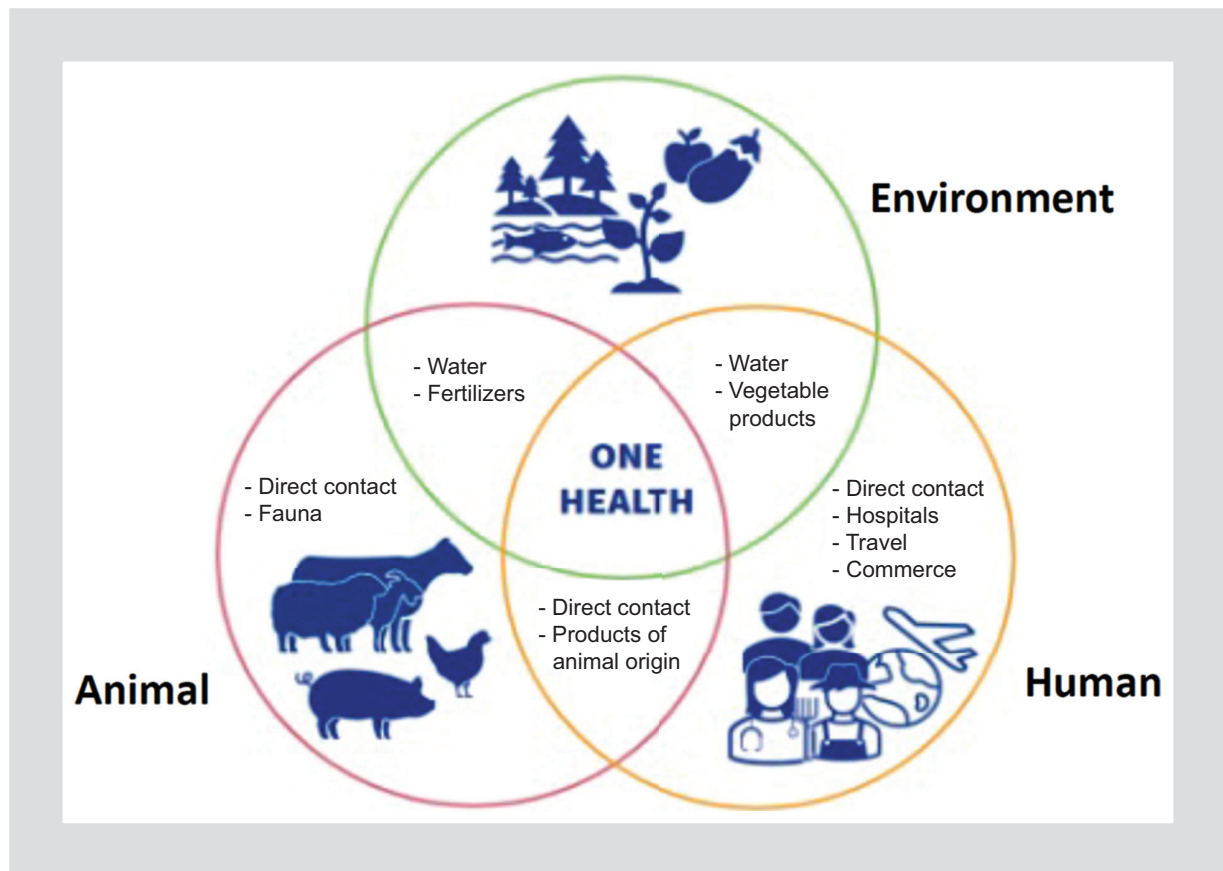 Environment
- Water
- Fertilizers
- Water
- Vegetable
products
ONE
HEALTH
- Direct contact
- Fauna
- Direct contact
- Hospitals
- Travel
- Commerce
- Direct contact
- Products of
animal origin
Animal
Human